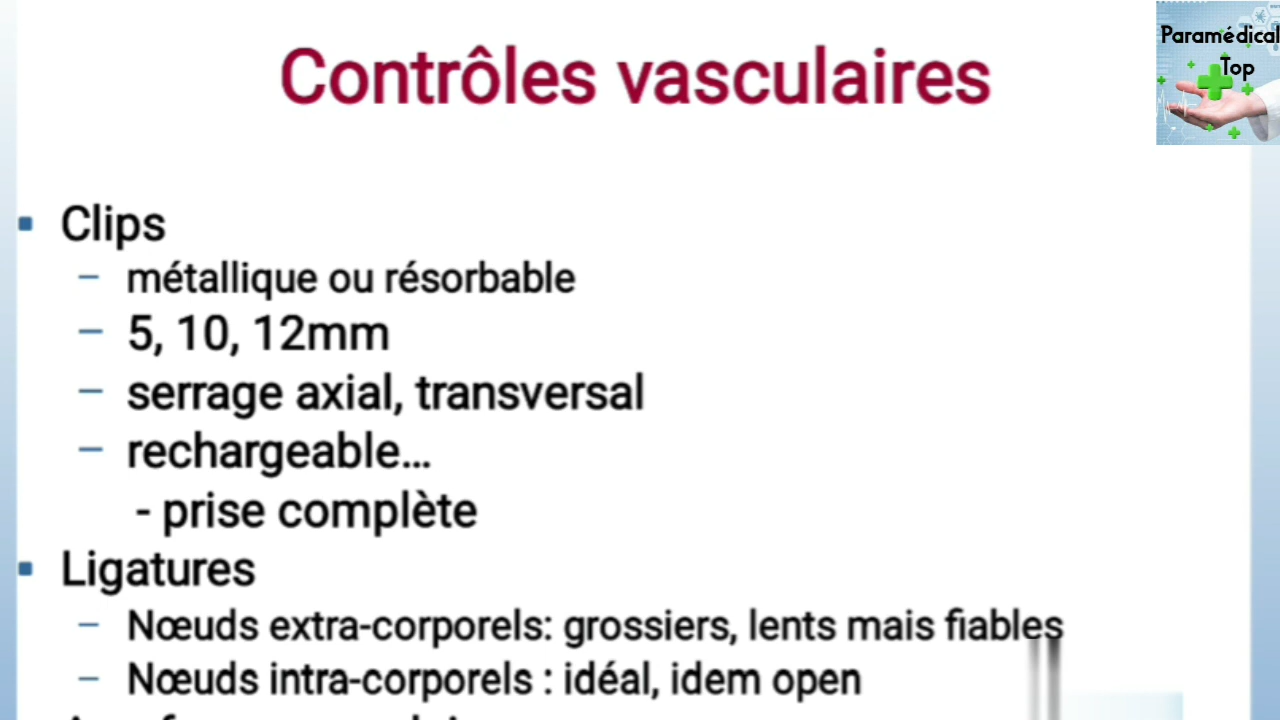 Contrôles vasculaires
Paramédical
Top
Clips
– métallique ou résorbable
– 5, 10, 12mm
– serrage axial, transversal
– rechargeable...
- prise complète
Ligatures
– Nœuds extra-corporels: grossiers, lents mais fiables
– Nœuds intra-corporels : idéal, idem open